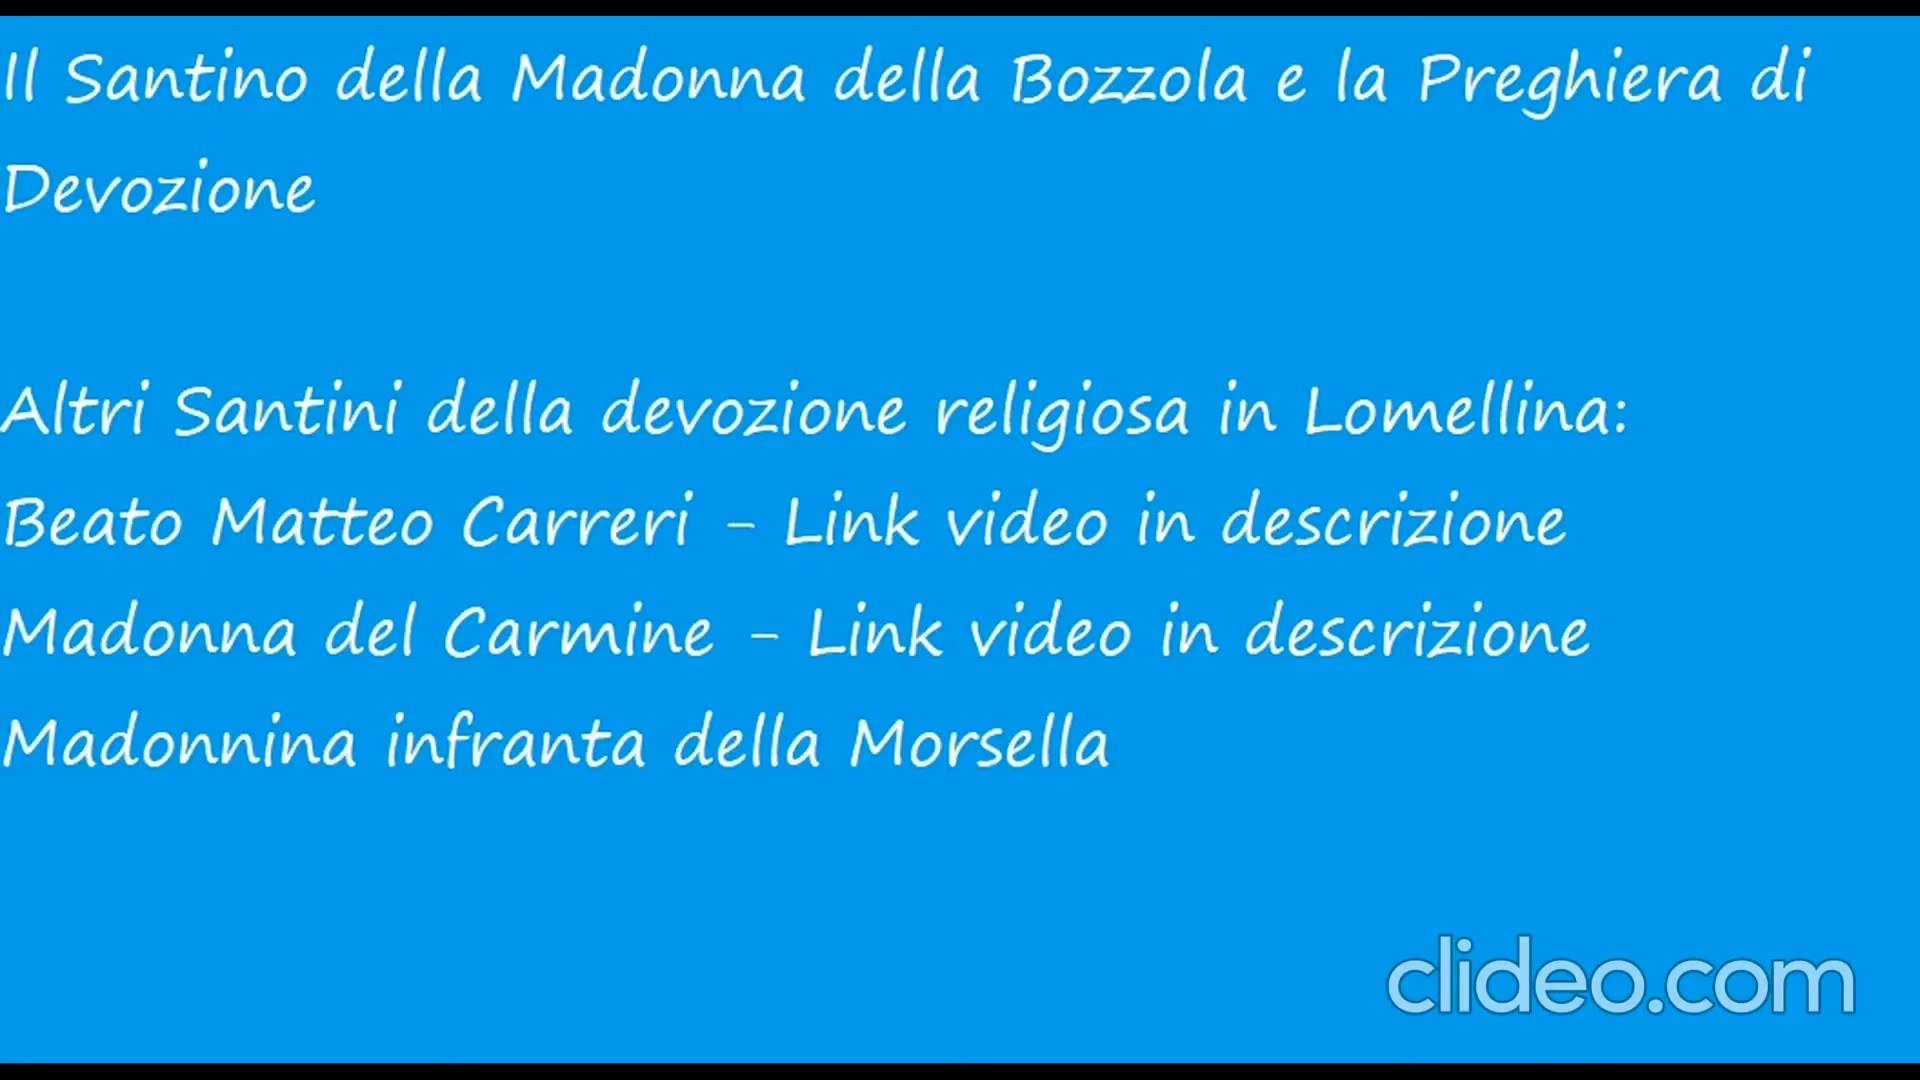 Il Santino della Madonna della Bozzola e la Preghiera di
Devozione
Altri Santini della devozione religiosa in Lomellina:
Beato Matteo Carreri - Link video in descrizione
Madonna del Carmine - Link video in descrizione
Madonnina infranta della Morsella
clideo.com